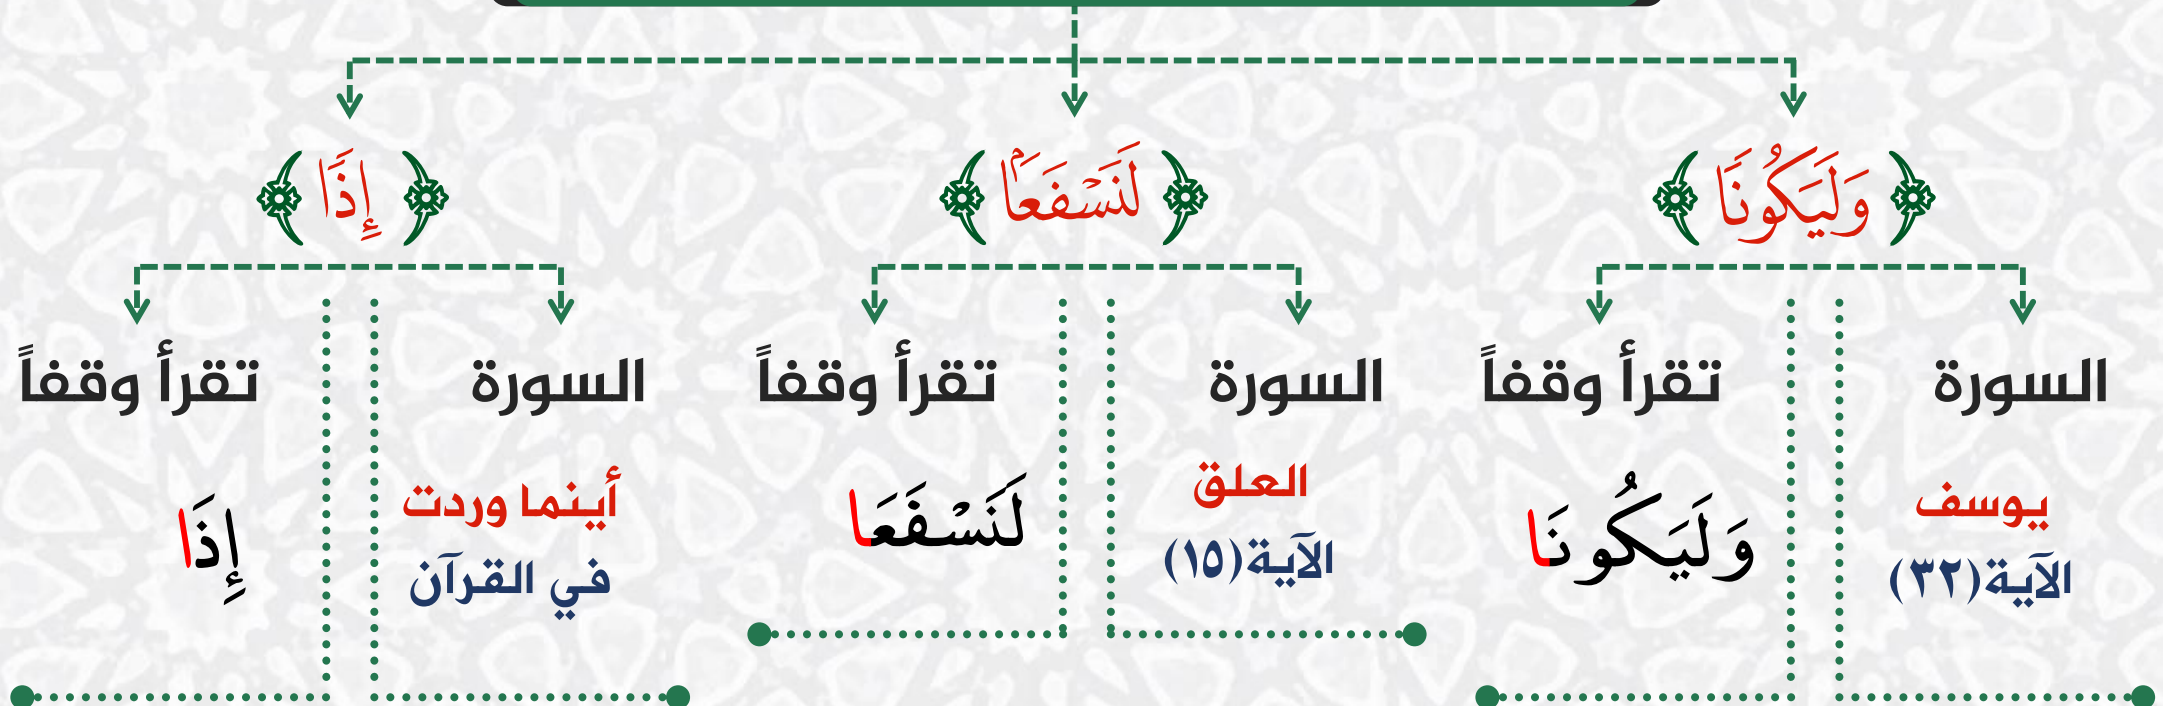 ﴿وَلَيَكُونًَا﴾
السورة
تقرأ وقفاً
يوسف
الآية(٣٢)
وَلَيَكُونَا
﴿لَنَسۡفَعَۢا﴾
السورة
تقرأ وقفاً
العلق
الآية(١٥)
لَنَسۡفَعَا
﴿إِذًَا﴾
السورة
تقرأ وقفاً
أينما وردت
في القرآن
إِذَا